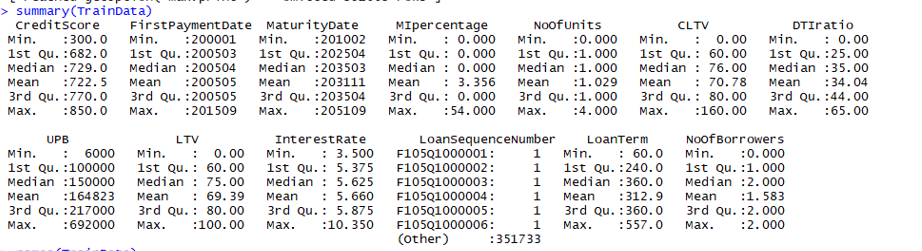 > summary(TrainData)
CreditScore FirstPaymentDate MaturityDate MIpercentage NoOfUnits CLTV DTIratio
Min. :300.0 Min. :200001 Min. :201002 Min. : 0.000 Min. :0.000 Min. : 0.00 Min. : 0.00
1st Qu.:682.0 1st Qu.:200503 1st Qu.:202504 1st Qu.: 0.000 1st Qu.:1.000 1st Qu.: 60.00 1st Qu.:25.00
Median :729.0 Median :200504 Median :203503 Median : 0.000 Median :1.000 Median : 76.00 Median :35.00
Mean :722.5 Mean :200505 Mean :203111 Mean : 3.356 Mean :1.029 Mean : 70.78 Mean :34.04
3rd Qu.:770.0 3rd Qu.:200505 3rd Qu.:203504 3rd Qu.: 0.000 3rd Qu.:1.000 3rd Qu.: 80.00 3rd Qu.:44.00
Max. :850.0 Max. :201509 Max. :205109 Max. :54.000 Max. :4.000 Max. :160.00 Max. :65.00
UPB LTV InterestRate LoanSequenceNumber LoanTerm NoOfBorrowers
Min. : 6000 Min. : 0.00 Min. : 3.500 F105Q1000001: 1 Min. : 60.0 Min. :0.000
1st Qu.:100000 1st Qu.: 60.00 1st Qu.: 5.375 F105Q1000002: 1 1st Qu.:240.0 1st Qu.:1.000
Median :150000 Median : 75.00 Median : 5.625 F105Q1000003: 1 Median :360.0 Median :2.000
Mean :164823 Mean : 69.39 Mean : 5.660 F105Q1000004: 1 Mean :312.9 Mean :1.583
3rd Qu.:217000 3rd Qu.: 80.00 3rd Qu.: 5.875 F105Q1000005: 1 3rd Qu.:360.0 3rd Qu.:2.000
Max. :692000 Max. :100.00 Max. :10.350 F105Q1000006: 1 Max. :557.0 Max. :2.000
(Other) :351733